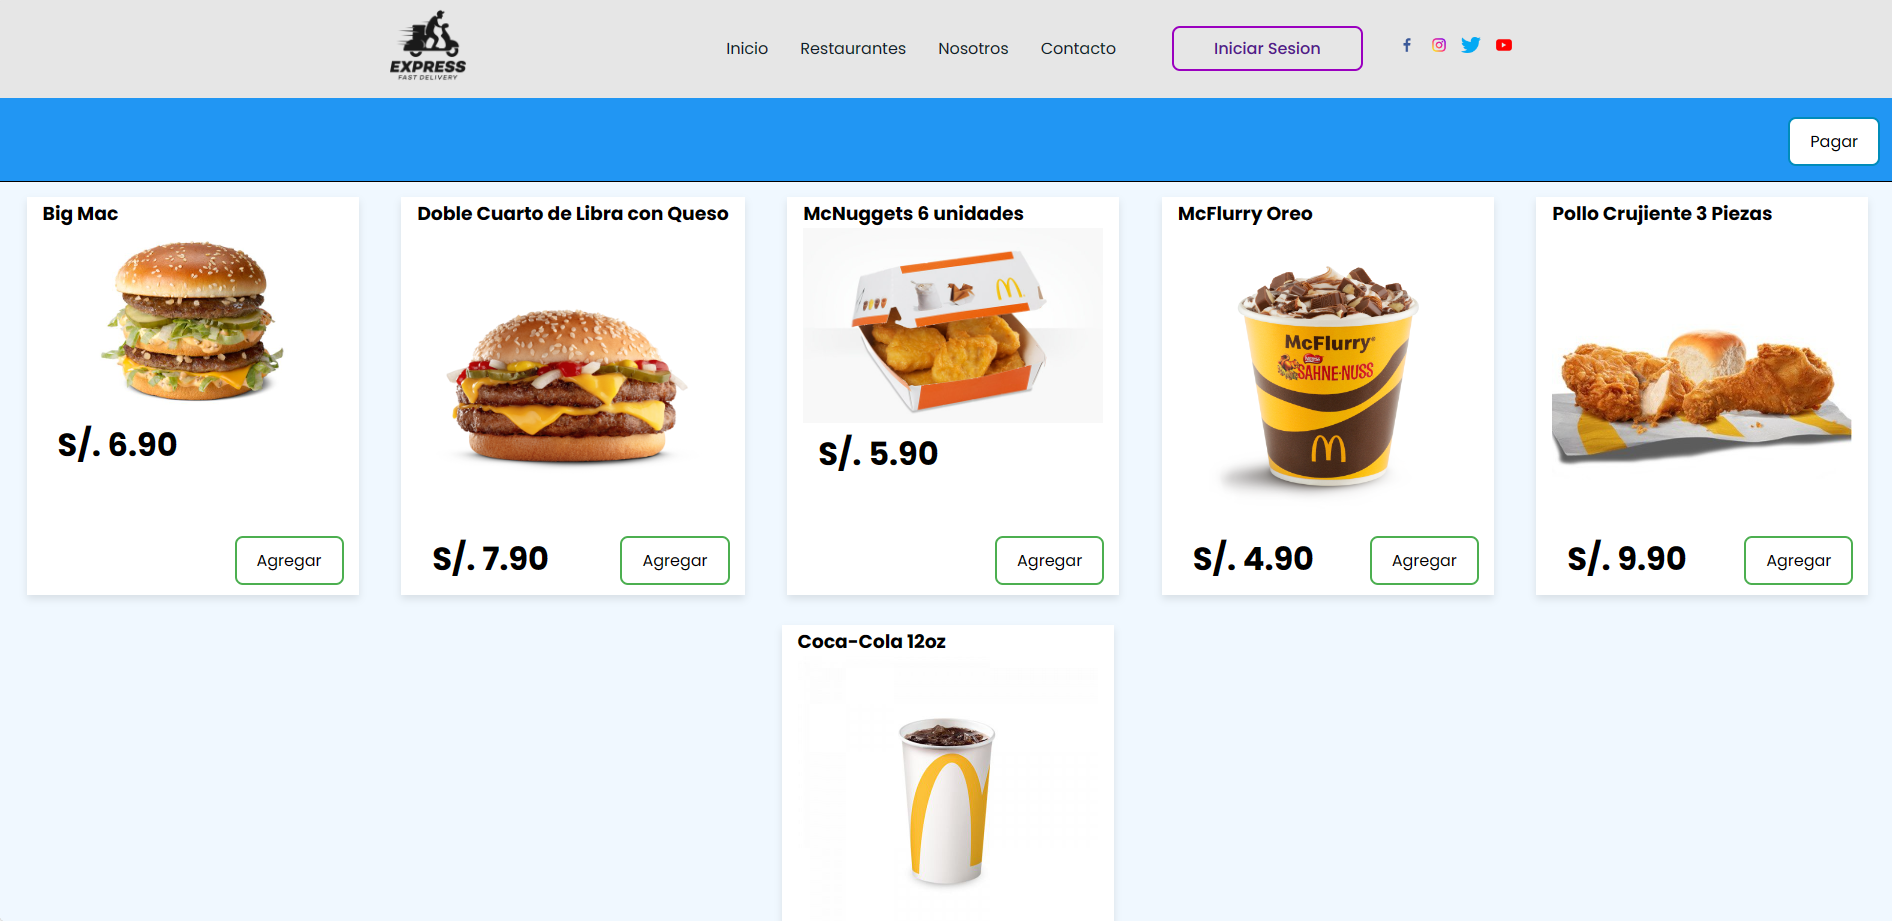 EXPRESS
FAST DELIVERY
Inicio
Restaurantes
Nosotros
Contacto
Iniciar Sesion
Pagar
Big Mac
S/. 6.90
Agregar
Doble Cuarto de Libra con Queso
S/. 7.90
Agregar
McNuggets 6 unidades
S/. 5.90
Agregar
McFlurry Oreo
McFlurry®
Nestlé
SAHNE-NUSS
S/. 4.90
Agregar
Pollo Crujiente 3 Piezas
S/. 9.90
Agregar
Coca-Cola 12oz